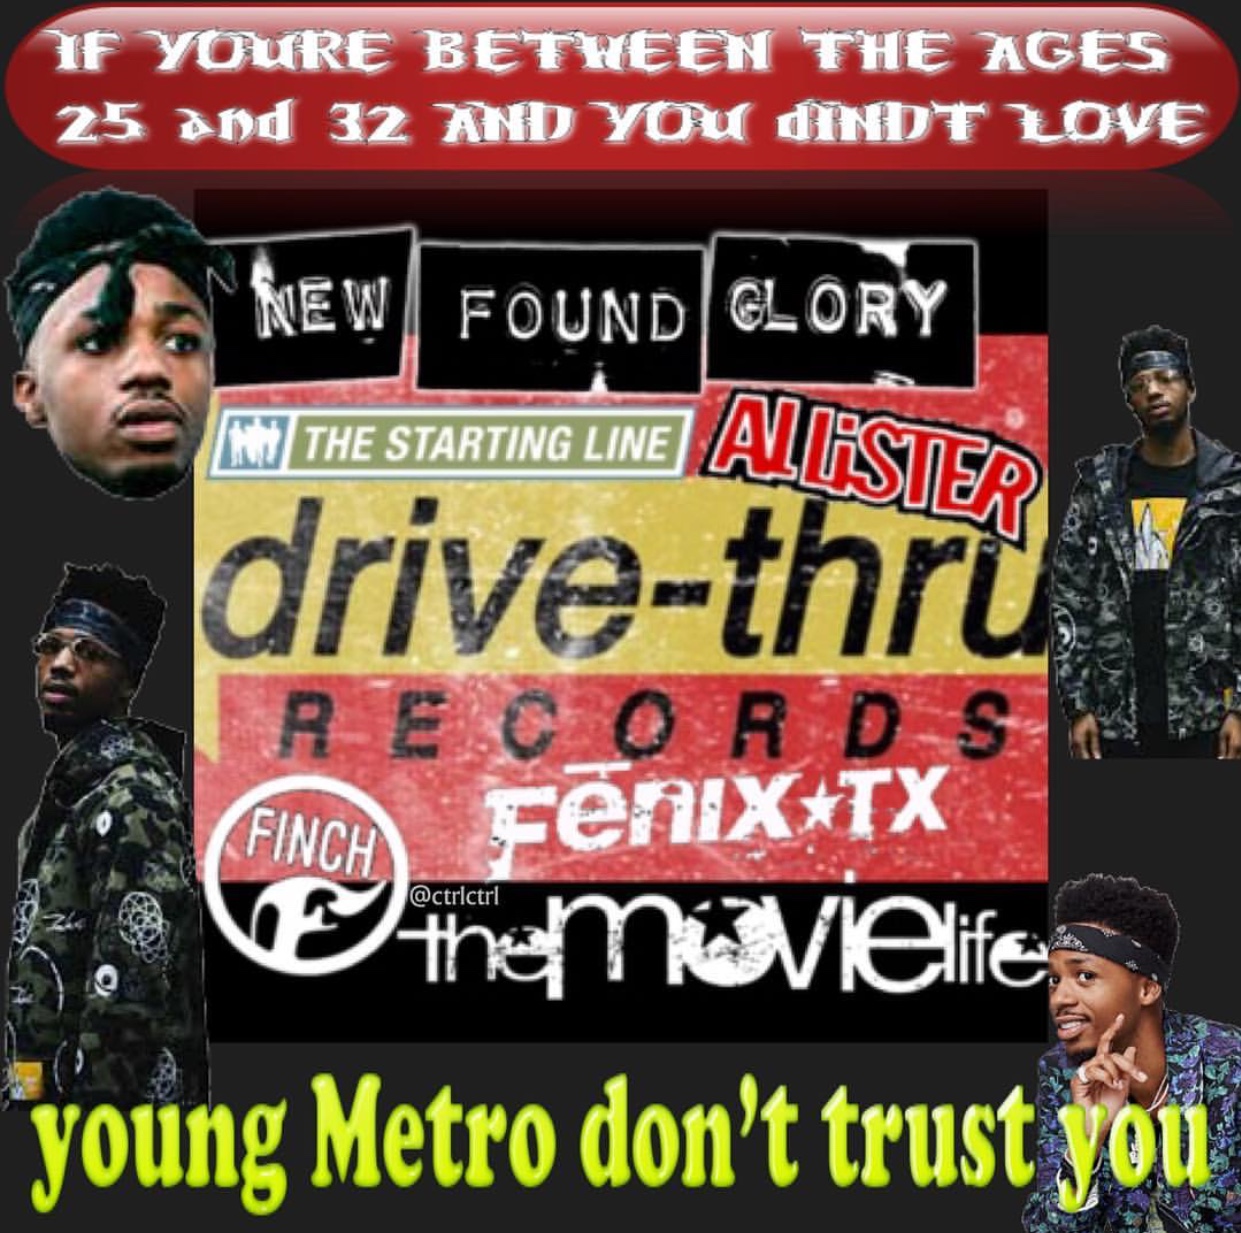 IF YOURE BETWEEN THE AGES
25 and 32 AND YOU dINDT LOVE
NEW FOUND GLORY
THE STARTING LINE
ALLiSTER
drive-thru
RECORDS
Fēnix★TX
FINCH
@ctrlctrl
themovielife
young Metro don't trust you